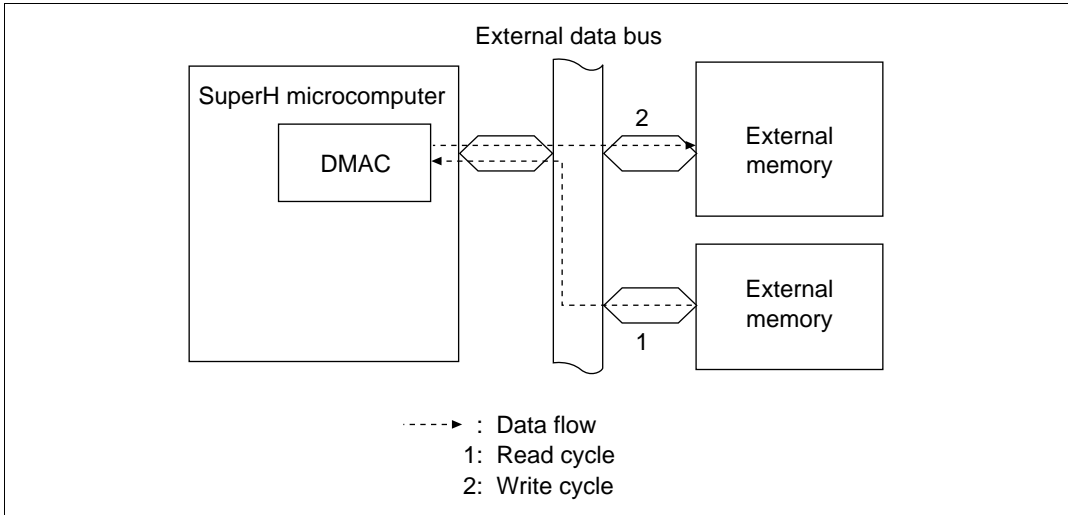 External data bus
SuperH microcomputer
DMAC
2
External
memory
External
memory
1
: Data flow
1: Read cycle
2: Write cycle